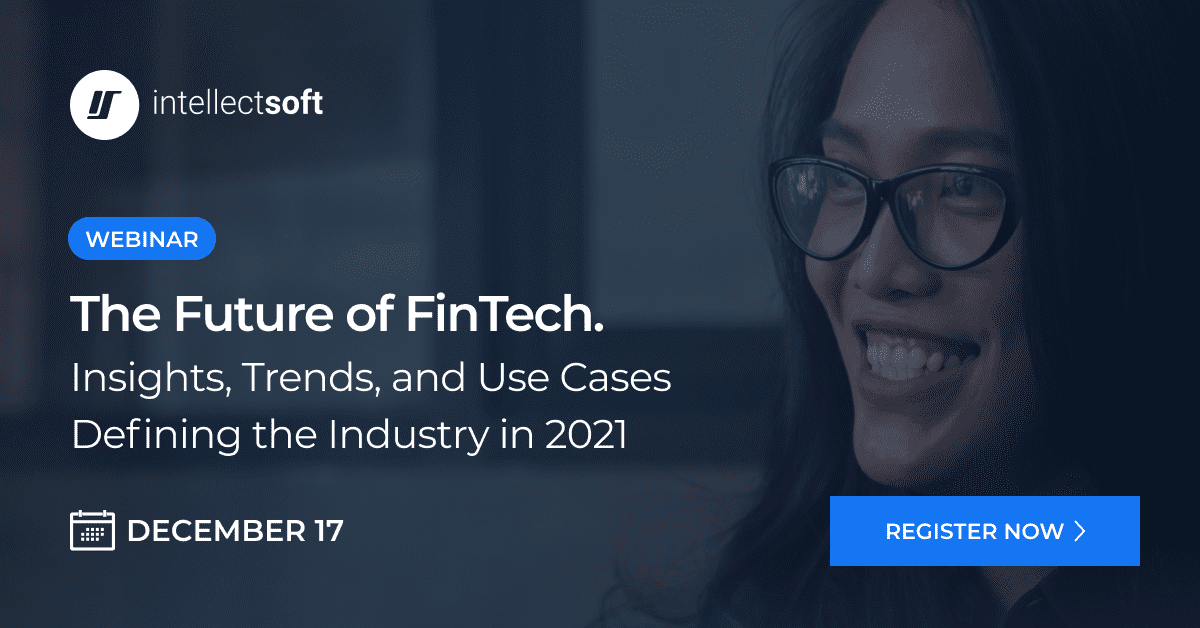 intellectsoft
WEBINAR
The Future of FinTech.
Insights, Trends, and Use Cases
Defining the Industry in 2021
DECEMBER 17
REGISTER NOW